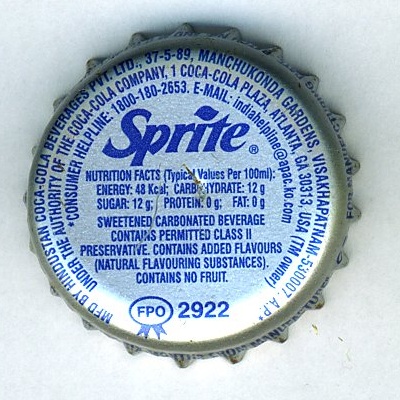 MFD BY HINDUSTAN COCA-COLA BEVERAGES PVT. LTD., 37-5-89, MANCHUKONDA GARDENS, VISAKHAPATNAM-530007. A.P.*
UNDER THE AUTHORITY OF THE COCA-COLA COMPANY, 1 COCA-COLA PLAZA, ATLANTA, GA 30313, USA (TM owner)
*CONSUMER HELPLINE: 1800-180-2653. E-MAIL: indiahelpline@apac.ko.com
Sprite ®
NUTRITION FACTS (Typical Values Per 100ml):
ENERGY: 48 Kcal; CARBOHYDRATE: 12 g
SUGAR: 12 g; PROTEIN: 0 g; FAT: 0 g
SWEETENED CARBONATED BEVERAGE
CONTAINS PERMITTED CLASS II
PRESERVATIVE. CONTAINS ADDED FLAVOURS
(NATURAL FLAVOURING SUBSTANCES).
CONTAINS NO FRUIT.
FPO 2922